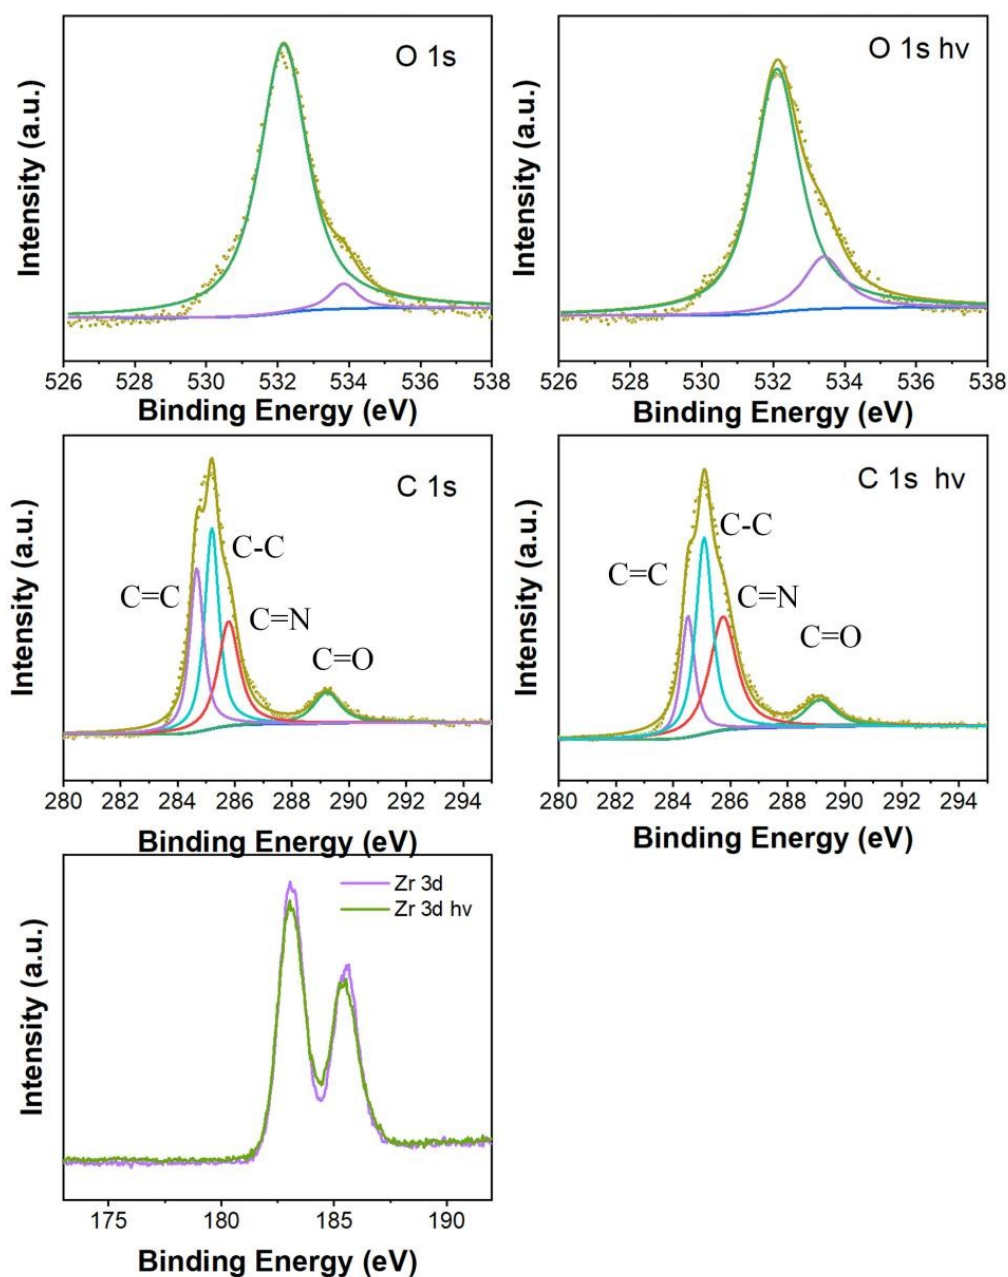 O 1s
Intensity (a.u.)
526 528 530 532 534 536 538
Binding Energy (eV)
O 1s hv
Intensity (a.u.)
526 528 530 532 534 536 538
Binding Energy (eV)
C 1s
C-C
C=C
C=N
C=O
Intensity (a.u.)
280 282 284 286 288 290 292 294
Binding Energy (eV)
C 1s hv
C-C
C=C
C=N
C=O
Intensity (a.u.)
280 282 284 286 288 290 292 294
Binding Energy (eV)
Zr 3d
Zr 3d hv
Intensity (a.u.)
175 180 185 190
Binding Energy (eV)